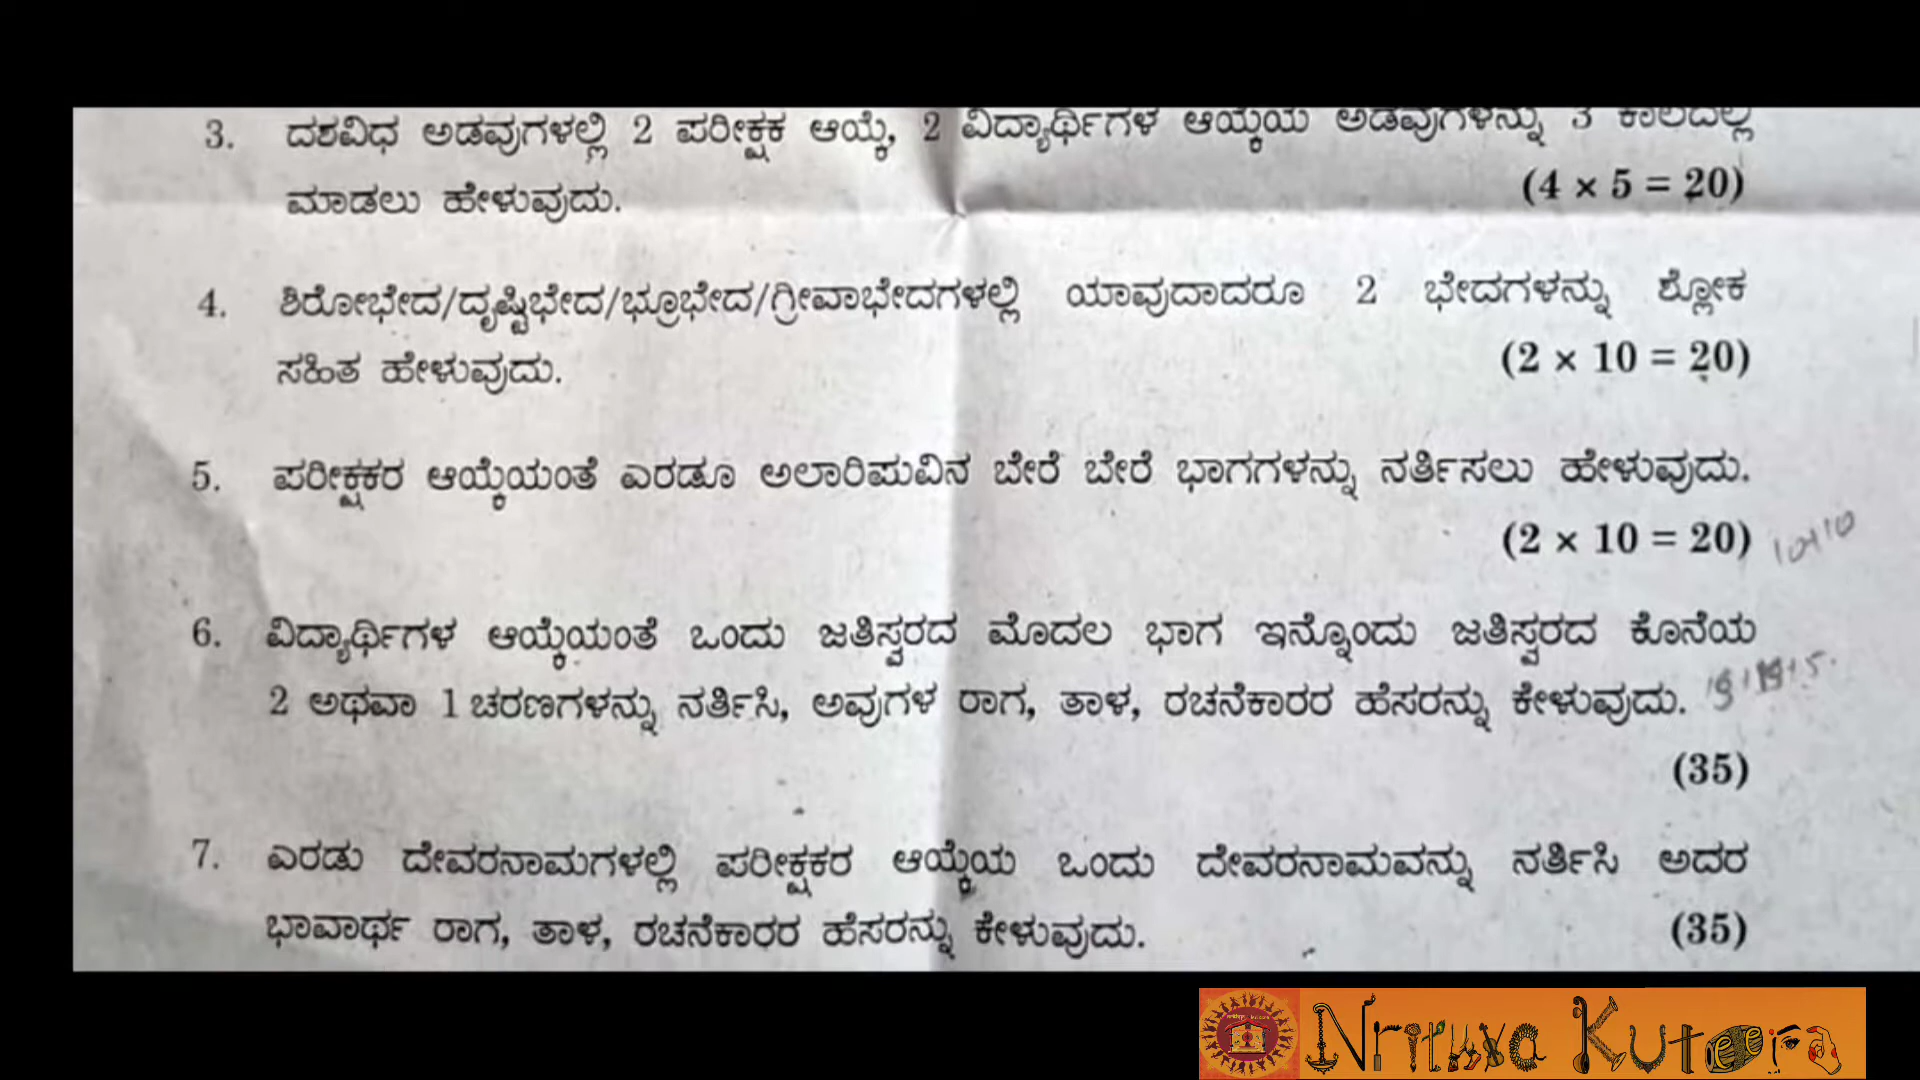 3. ದಶವಿಧ ಅಡವುಗಳಲ್ಲಿ 2 ಪರೀಕ್ಷಕ ಆಯ್ಕೆ, 2 ವಿದ್ಯಾರ್ಥಿಗಳ ಆಯ್ಕೆಯ ಅಡವುಗಳನ್ನು 3 ಕಾಲದಲ್ಲಿ
ಮಾಡಲು ಹೇಳುವುದು. (4 × 5 = 20)
4. ಶಿರೋಭೇದ/ದೃಷ್ಟಿಭೇದ/ಭ್ರೂಭೇದ/ಗ್ರೀವಾಭೇದಗಳಲ್ಲಿ ಯಾವುದಾದರೂ 2 ಭೇದಗಳನ್ನು ಶ್ಲೋಕ
ಸಹಿತ ಹೇಳುವುದು. (2 × 10 = 20)
5. ಪರೀಕ್ಷಕರ ಆಯ್ಕೆಯಂತೆ ಎರಡೂ ಅಲಾರಿಪುವಿನ ಬೇರೆ ಬೇರೆ ಭಾಗಗಳನ್ನು ನರ್ತಿಸಲು ಹೇಳುವುದು.
(2 × 10 = 20) 10+10
6. ವಿದ್ಯಾರ್ಥಿಗಳ ಆಯ್ಕೆಯಂತೆ ಒಂದು ಜತಿಸ್ವರದ ಮೊದಲ ಭಾಗ ಇನ್ನೊಂದು ಜತಿಸ್ವರದ ಕೊನೆಯ
2 ಅಥವಾ 1 ಚರಣಗಳನ್ನು ನರ್ತಿಸಿ, ಅವುಗಳ ರಾಗ, ತಾಳ, ರಚನೆಕಾರರ ಹೆಸರನ್ನು ಕೇಳುವುದು.
(35)
7. ಎರಡು ದೇವರನಾಮಗಳಲ್ಲಿ ಪರೀಕ್ಷಕರ ಆಯ್ಕೆಯ ಒಂದು ದೇವರನಾಮವನ್ನು ನರ್ತಿಸಿ ಅದರ
ಭಾವಾರ್ಥ ರಾಗ, ತಾಳ, ರಚನೆಕಾರರ ಹೆಸರನ್ನು ಕೇಳುವುದು. (35)
Nrithya Kuteera